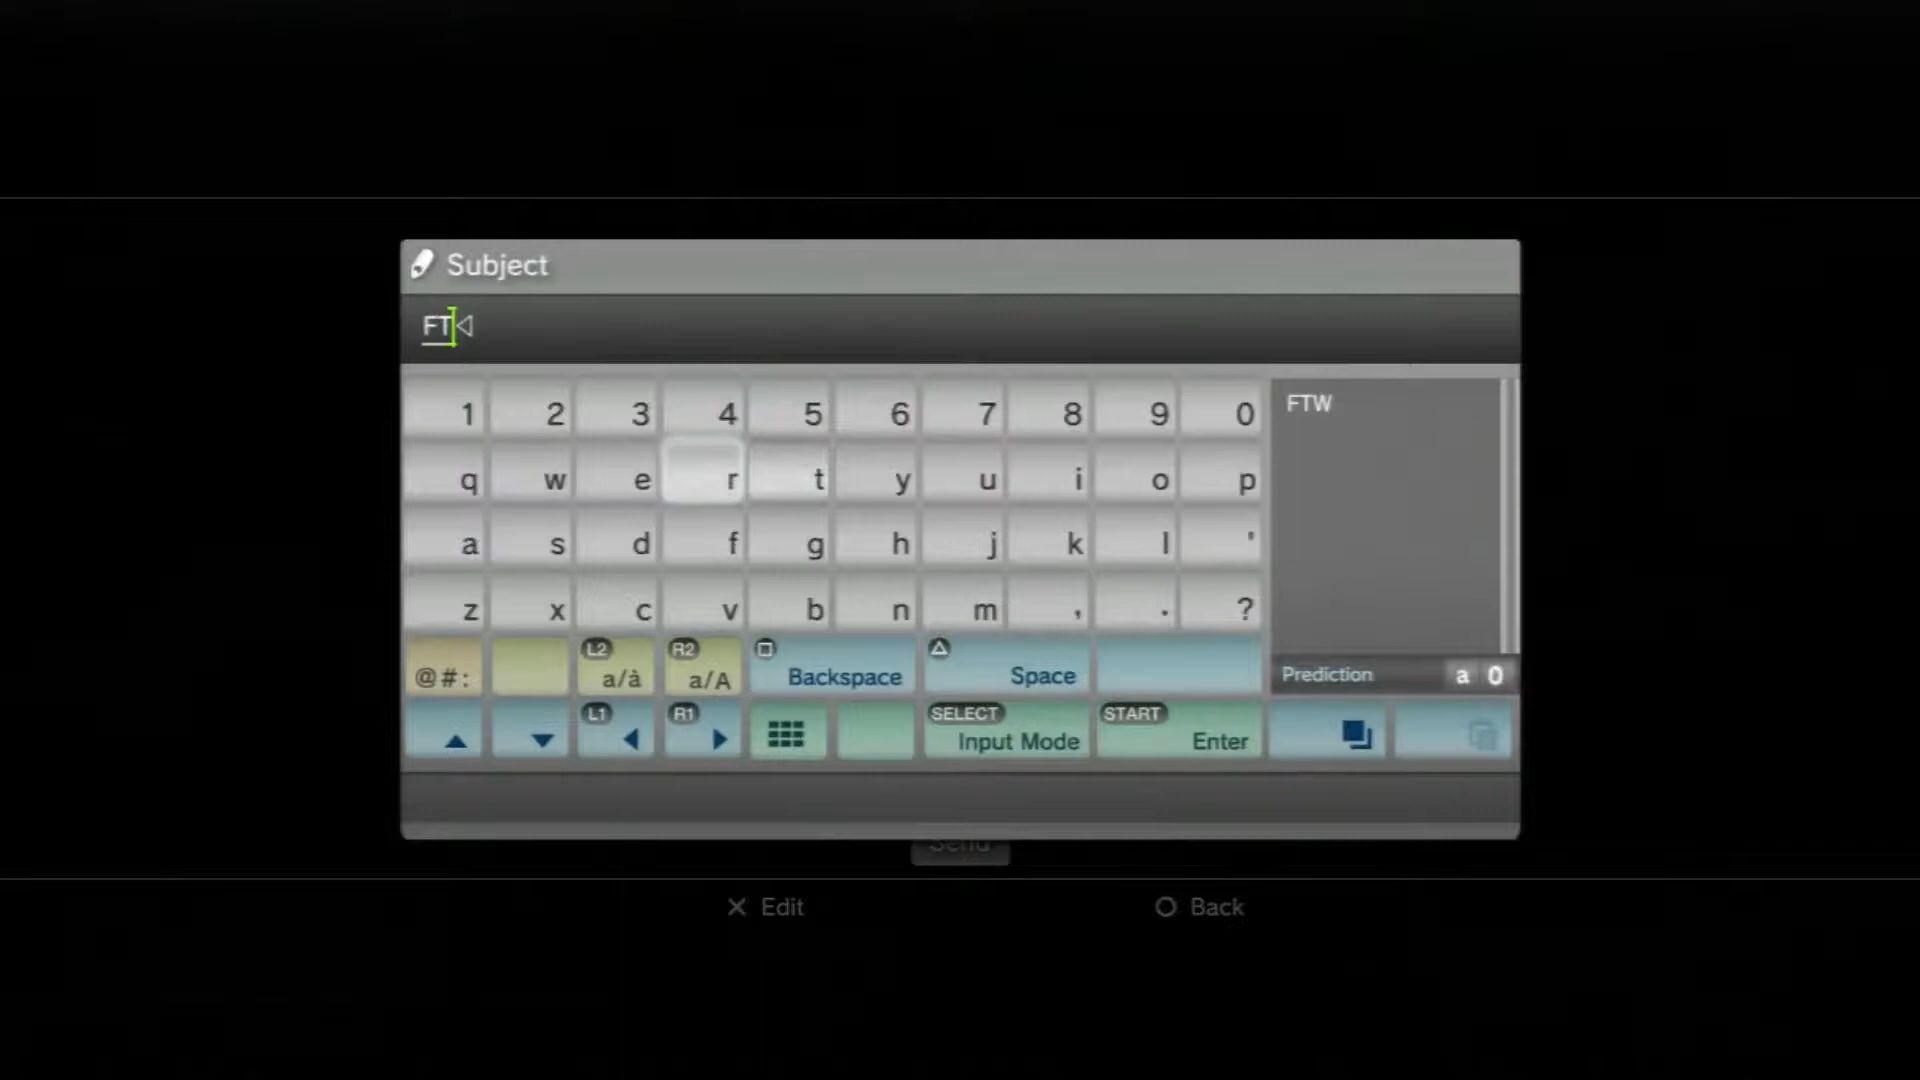 Subject
FT
1 2 3 4 5 6 7 8 9 0
FTW
q w e r t y u i o p
a s d f g h j k l '
z x c v b n m , . ?
@#: L2 a/à R2 a/A Backspace Space
Prediction a 0
L1 R1 SELECT Input Mode START Enter
Send
Edit Back